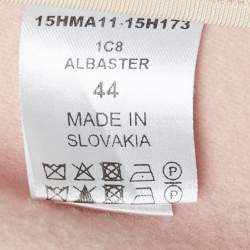 15HMA11-15H173
1C8
ALBASTER
44
MADE IN
SLOVAKIA
P
P